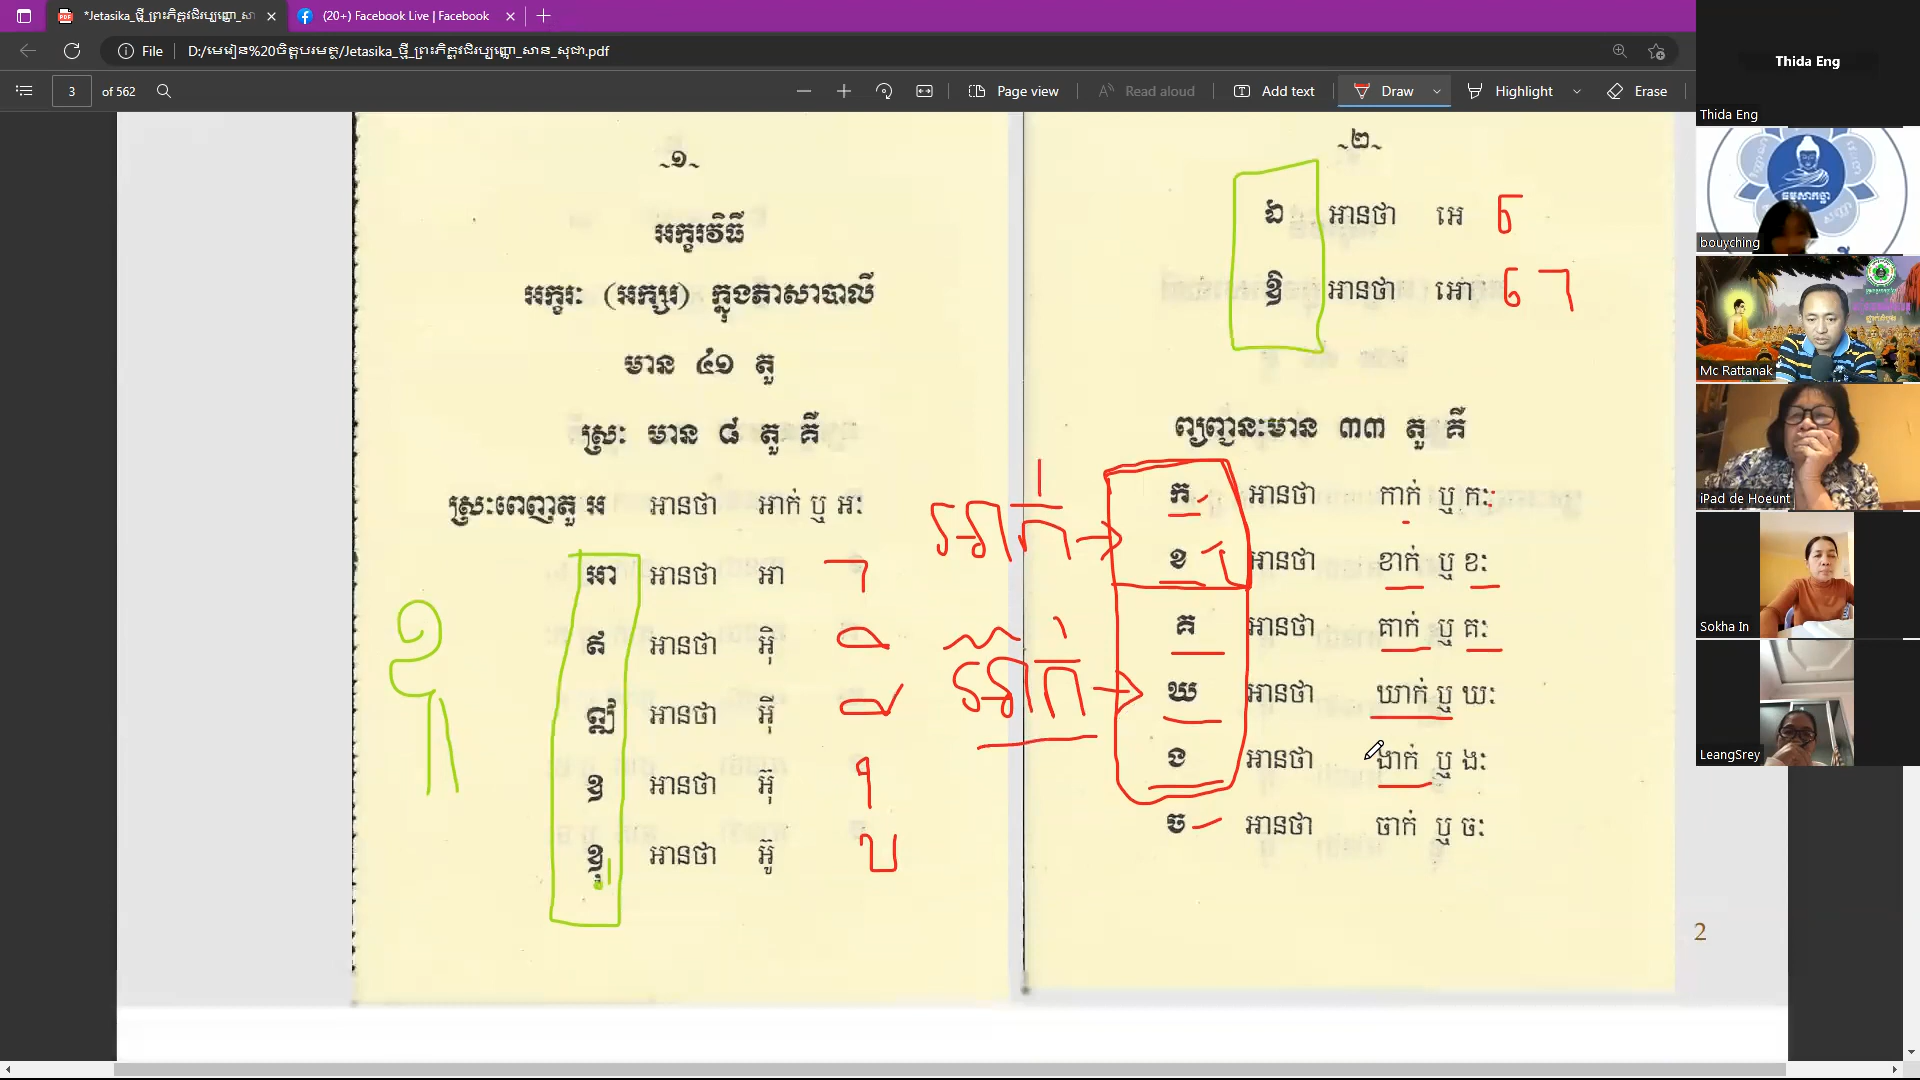 *Jetasika_ថ្មី_ព្រះភិក្ខុវជិរប្បញ្ញោ_សា
(20+) Facebook Live | Facebook
File
D:/មេរៀន%20ចិត្តបរមត្ថ/Jetasika_ថ្មី_ព្រះភិក្ខុវជិរប្បញ្ញោ_សាន_សុជា.pdf
3
of 562
Page view
Read aloud
Add text
Draw
Highlight
Erase
~១~
អក្ខរវិធី
អក្ខរៈ (អក្សរ) ក្នុងភាសាបាលី
មាន ៤១ តួ
ស្រៈ មាន ៨ តួ គឺ
ស្រៈពេញតួ អ អានថា អាក់ ឬ អៈ
អា អានថា អា
ឥ អានថា អ៊ិ
ឦ អានថា អ៊ី
ឧ អានថា អ៊ុ
ឩ អានថា អ៊ូ
~២~
ឯ អានថា អេ
ឱ អានថា អោ
ព្យញ្ជនៈមាន ៣៣ តួ គឺ
ក អានថា កាក់ ឬ កៈ
ខ អានថា ខាក់ ឬ ខៈ
គ អានថា គាក់ ឬ គៈ
ឃ អានថា ឃាក់ ឬ ឃៈ
ង អានថា ងាក់ ឬ ងៈ
ច អានថា ចាក់ ឬ ចៈ
2
Thida Eng
Thida Eng
ធម្មសាកច្ឆា
bouyching
Mc Rattanak
iPad de Hoeunt
Sokha In
LeangSrey